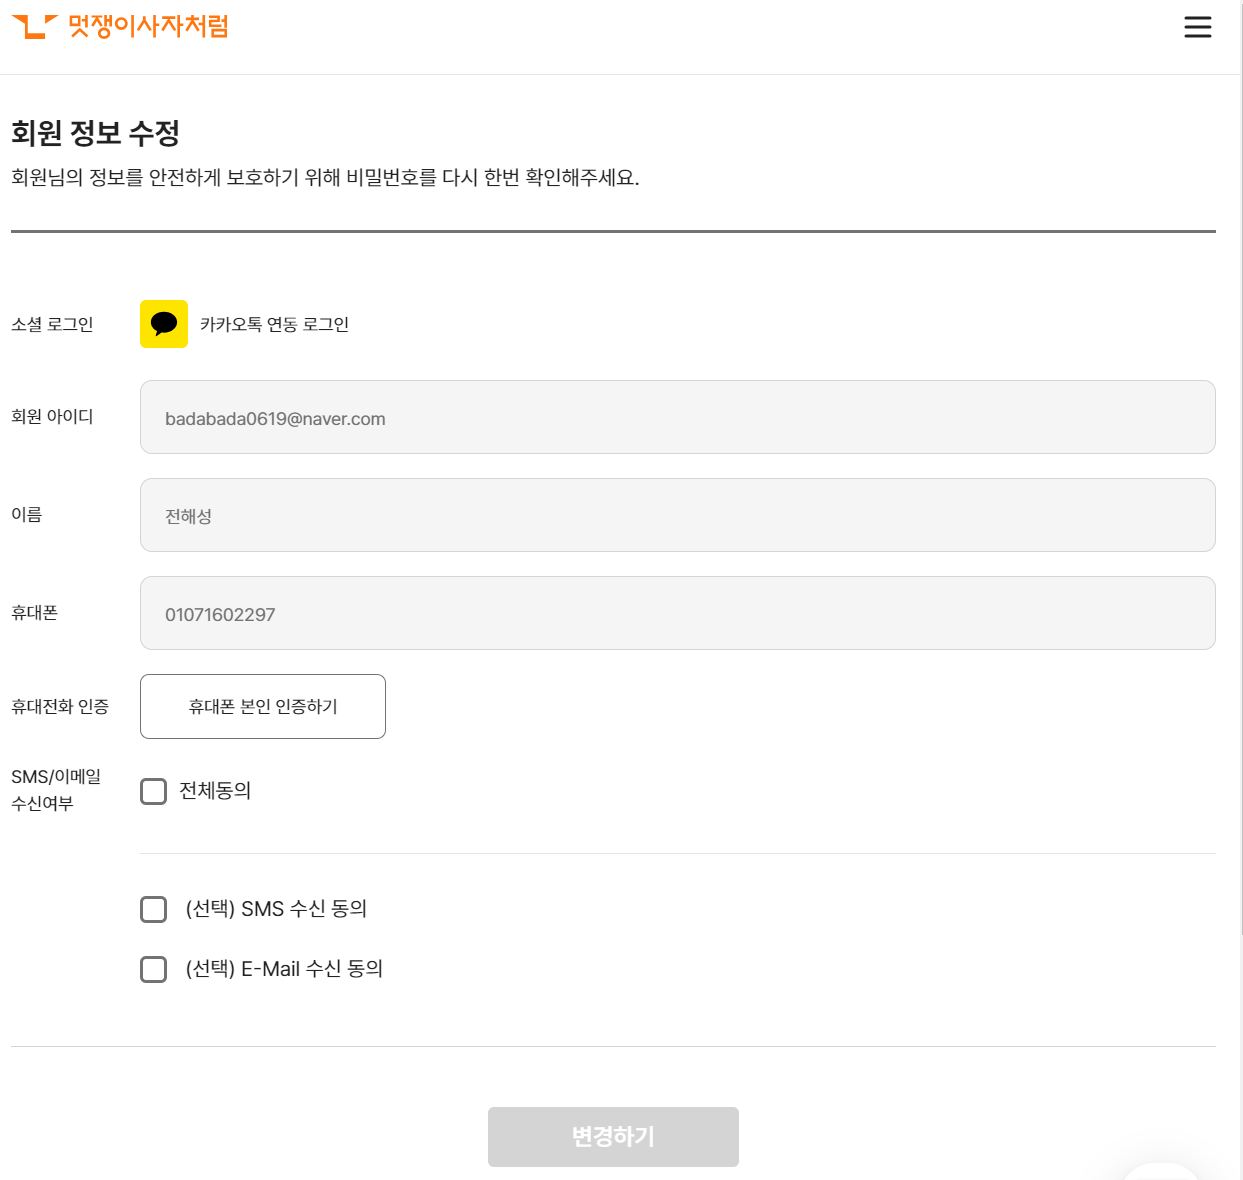 멋쟁이사자처럼
회원 정보 수정
회원님의 정보를 안전하게 보호하기 위해 비밀번호를 다시 한번 확인해주세요.
소셜 로그인
카카오톡 연동 로그인
회원 아이디
badabada0619@naver.com
이름
전해성
휴대폰
01071602297
휴대전화 인증
휴대폰 본인 인증하기
SMS/이메일
수신여부
전체동의
(선택) SMS 수신 동의
(선택) E-Mail 수신 동의
변경하기